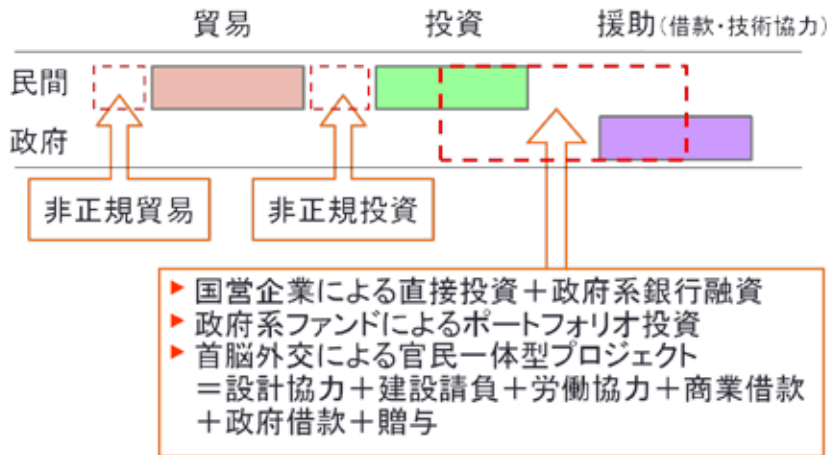 貿易 投資 援助(借款・技術協力)
民間
政府
非正規貿易 非正規投資
国営企業による直接投資＋政府系銀行融資
政府系ファンドによるポートフォリオ投資
首脳外交による官民一体型プロジェクト
＝設計協力＋建設請負＋労働協力＋商業借款
＋政府借款＋贈与